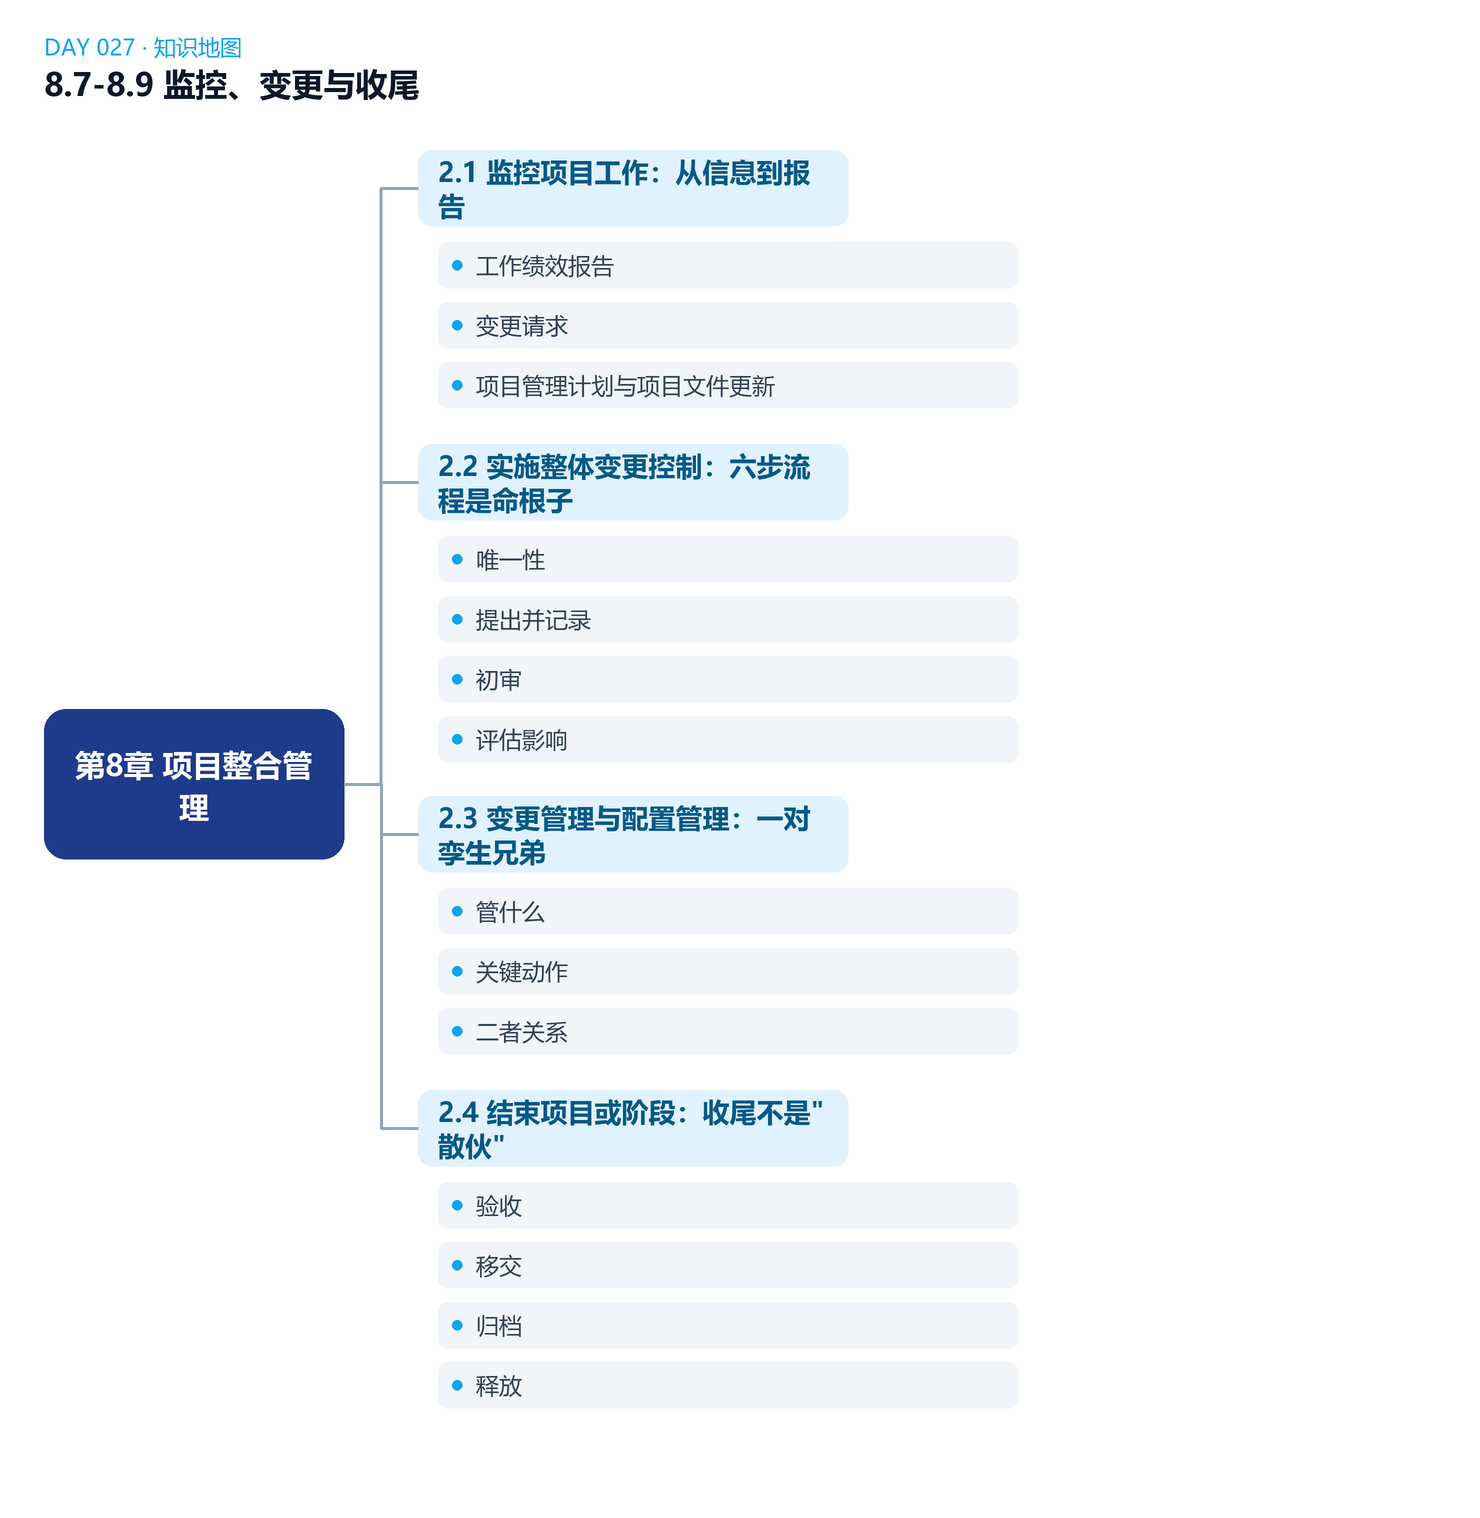 DAY 027 · 知识地图
8.7-8.9 监控、变更与收尾
2.1 监控项目工作：从信息到报
告
工作绩效报告
变更请求
项目管理计划与项目文件更新
2.2 实施整体变更控制：六步流
程是命根子
唯一性
提出并记录
初审
评估影响
第8章 项目整合管
理
2.3 变更管理与配置管理：一对
孪生兄弟
管什么
关键动作
二者关系
2.4 结束项目或阶段：收尾不是"
散伙"
验收
移交
归档
释放